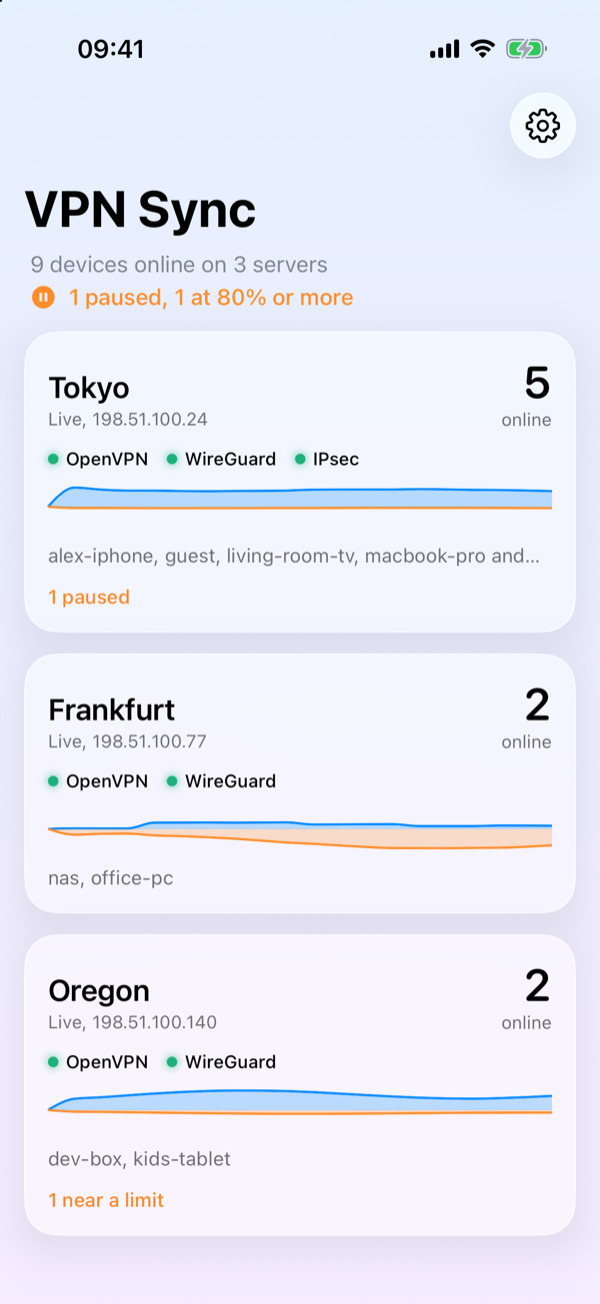 09:41
VPN Sync
9 devices online on 3 servers
1 paused, 1 at 80% or more
Tokyo
5
Live, 198.51.100.24
online
OpenVPN WireGuard IPsec
alex-iphone, guest, living-room-tv, macbook-pro and...
1 paused
Frankfurt
2
Live, 198.51.100.77
online
OpenVPN WireGuard
nas, office-pc
Oregon
2
Live, 198.51.100.140
online
OpenVPN WireGuard
dev-box, kids-tablet
1 near a limit